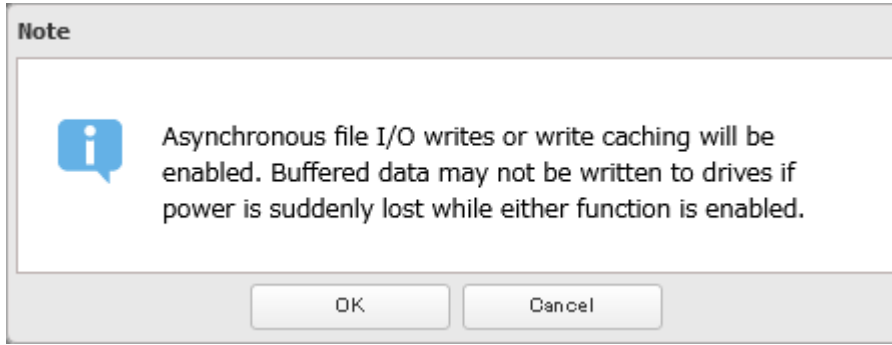 Note
Asynchronous file I/O writes or write caching will be
enabled. Buffered data may not be written to drives if
power is suddenly lost while either function is enabled.
OK
Cancel